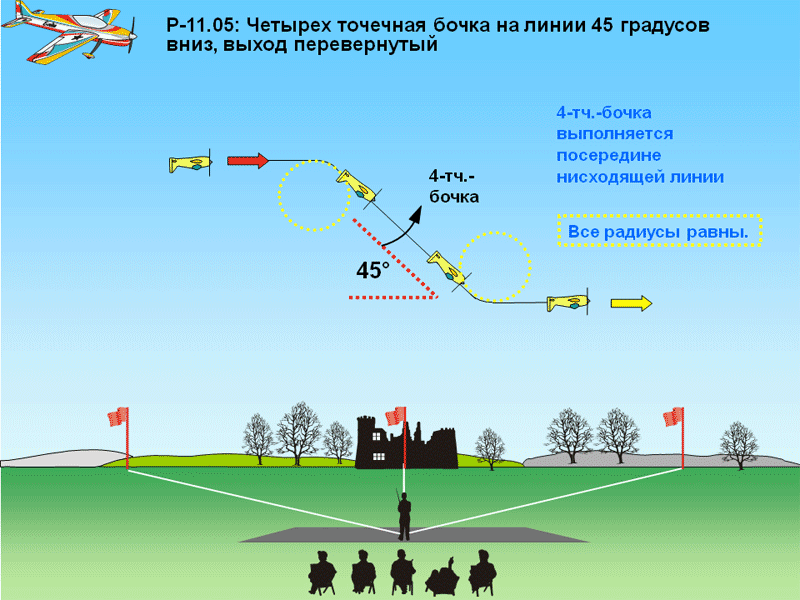 Р-11.05: Четырех точечная бочка на линии 45 градусов
вниз, выход перевернутый
4-тч.-бочка
выполняется
посередине
нисходящей линии
4-тч.-
бочка
Все радиусы равны.
45°